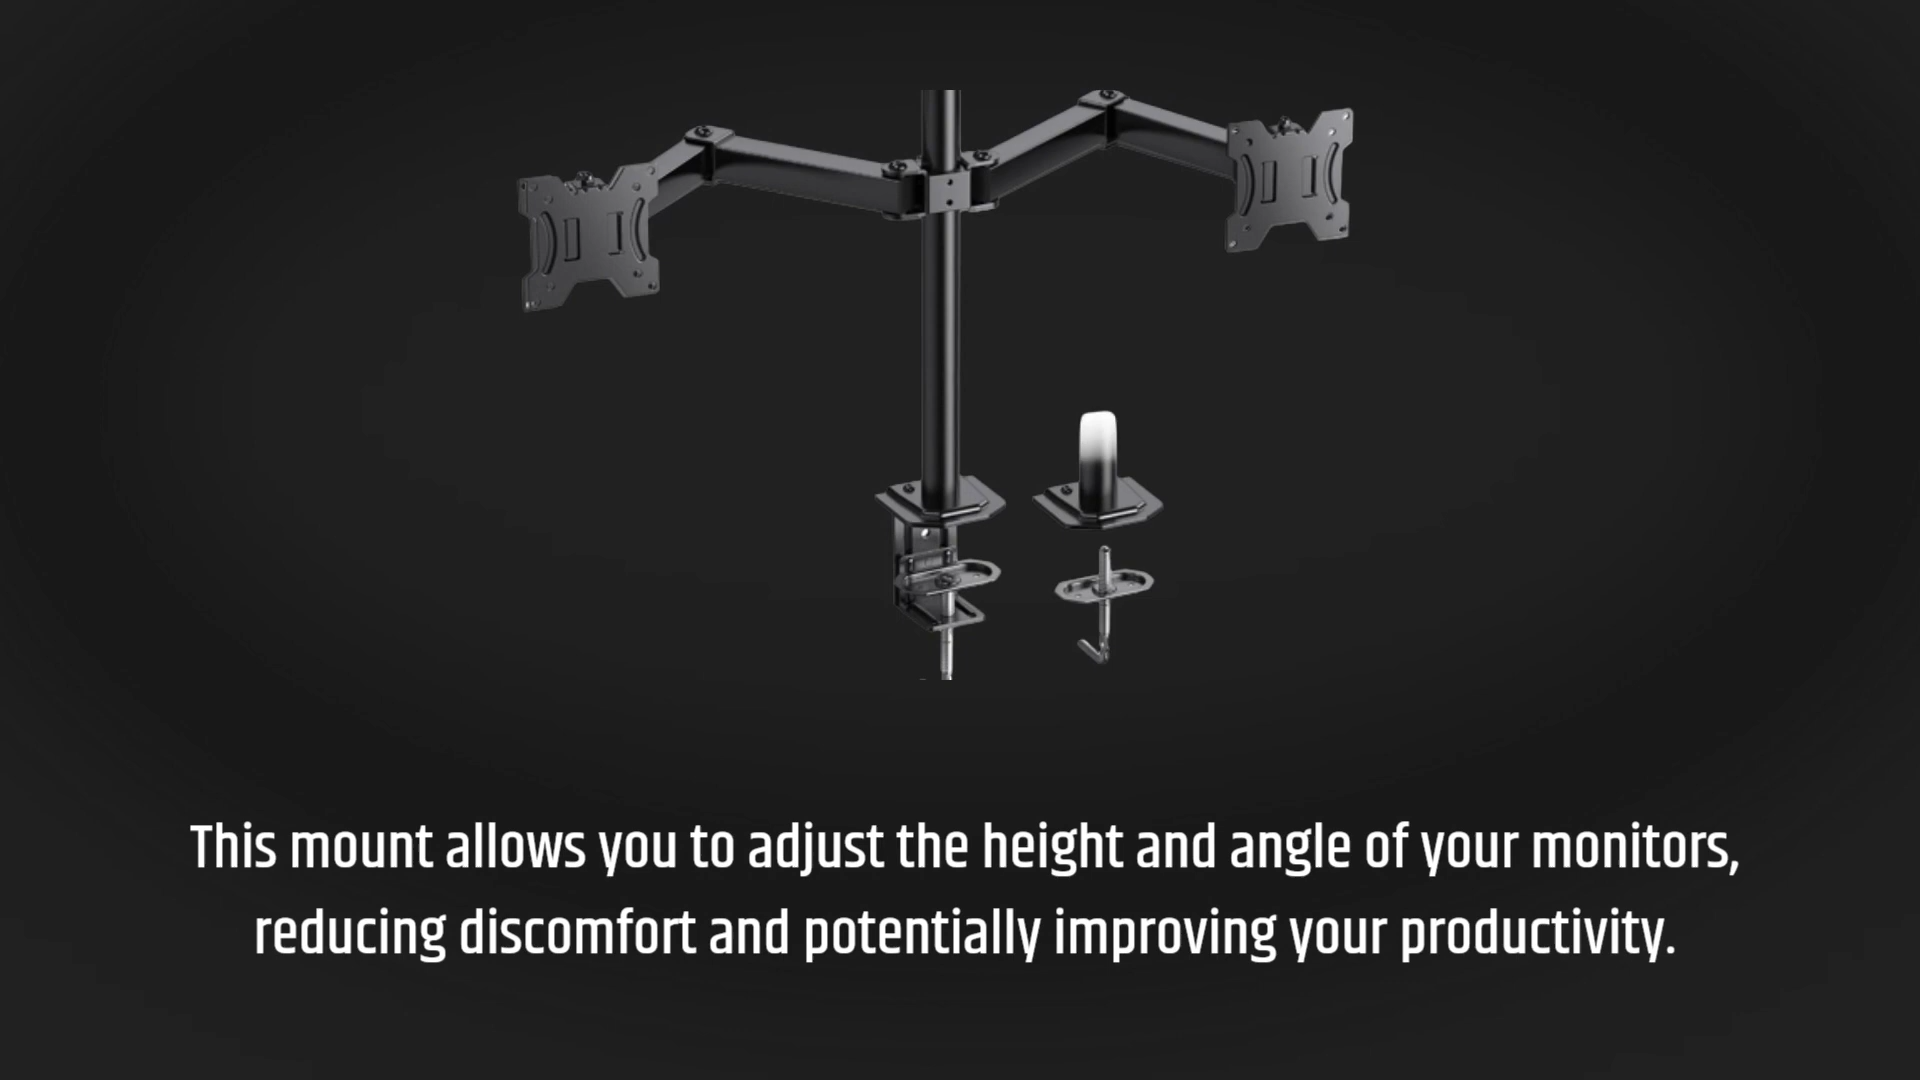 This mount allows you to adjust the height and angle of your monitors,
reducing discomfort and potentially improving your productivity.